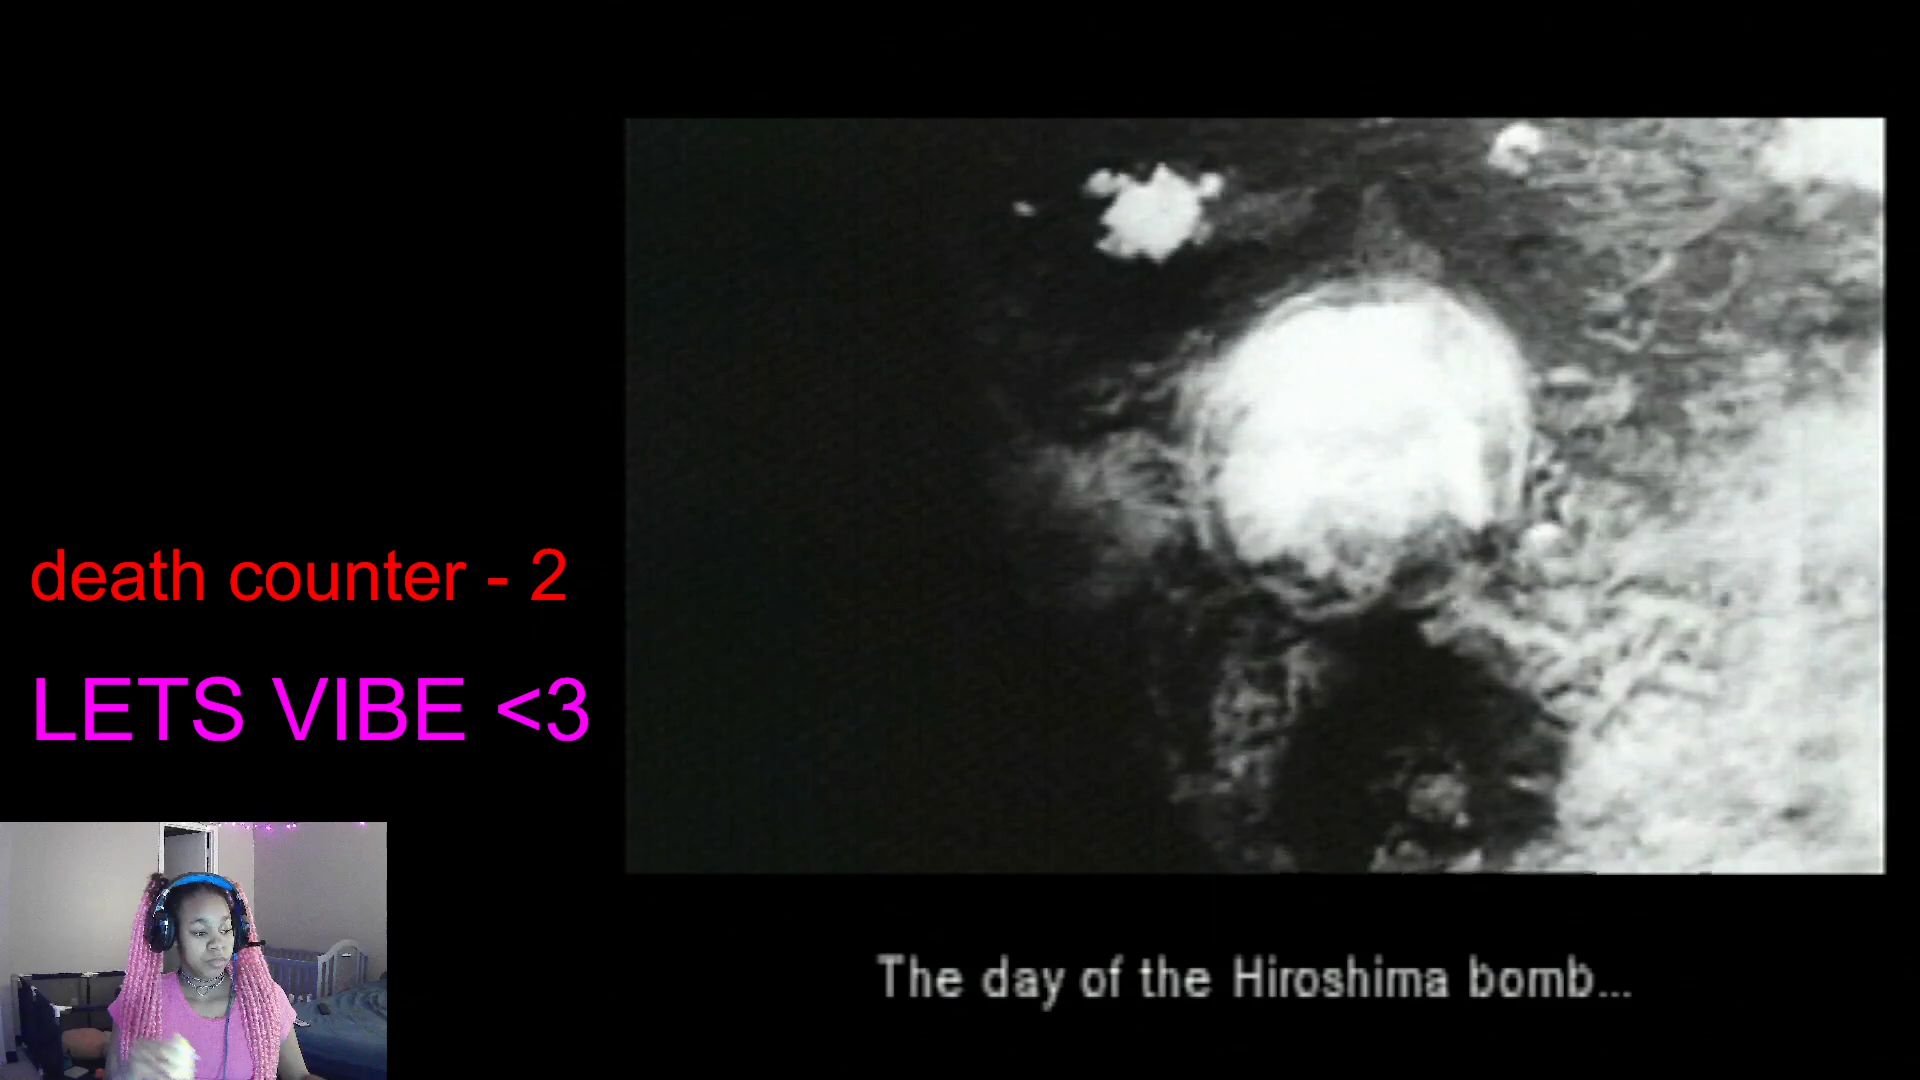 death counter - 2
LETS VIBE <3
The day of the Hiroshima bomb...